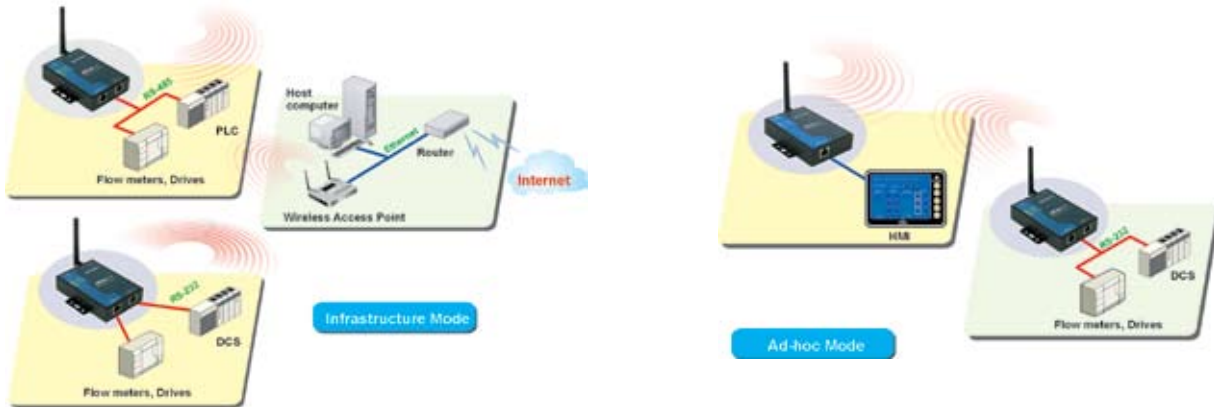 RS-485
PLC
Flow meters, Drives
Host
computer
Ethernet
Router
Internet
Wireless Access Point
RS-232
DCS
Flow meters, Drives
Infrastructure Mode
HMI
RS-232
DCS
Flow meters, Drives
Ad-hoc Mode